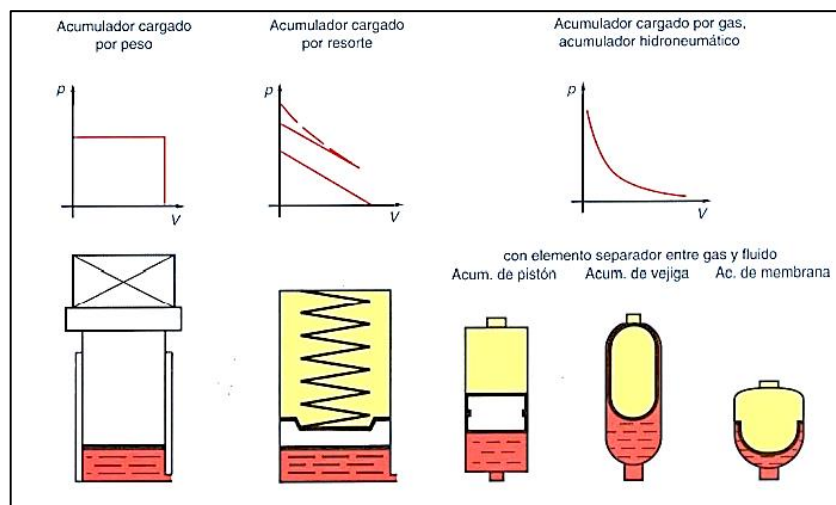 Acumulador cargado
por peso
Acumulador cargado
por resorte
Acumulador cargado por gas,
acumulador hidroneumático
p
V
p
V
p
V
con elemento separador entre gas y fluido
Acum. de pistón
Acum. de vejiga
Ac. de membrana